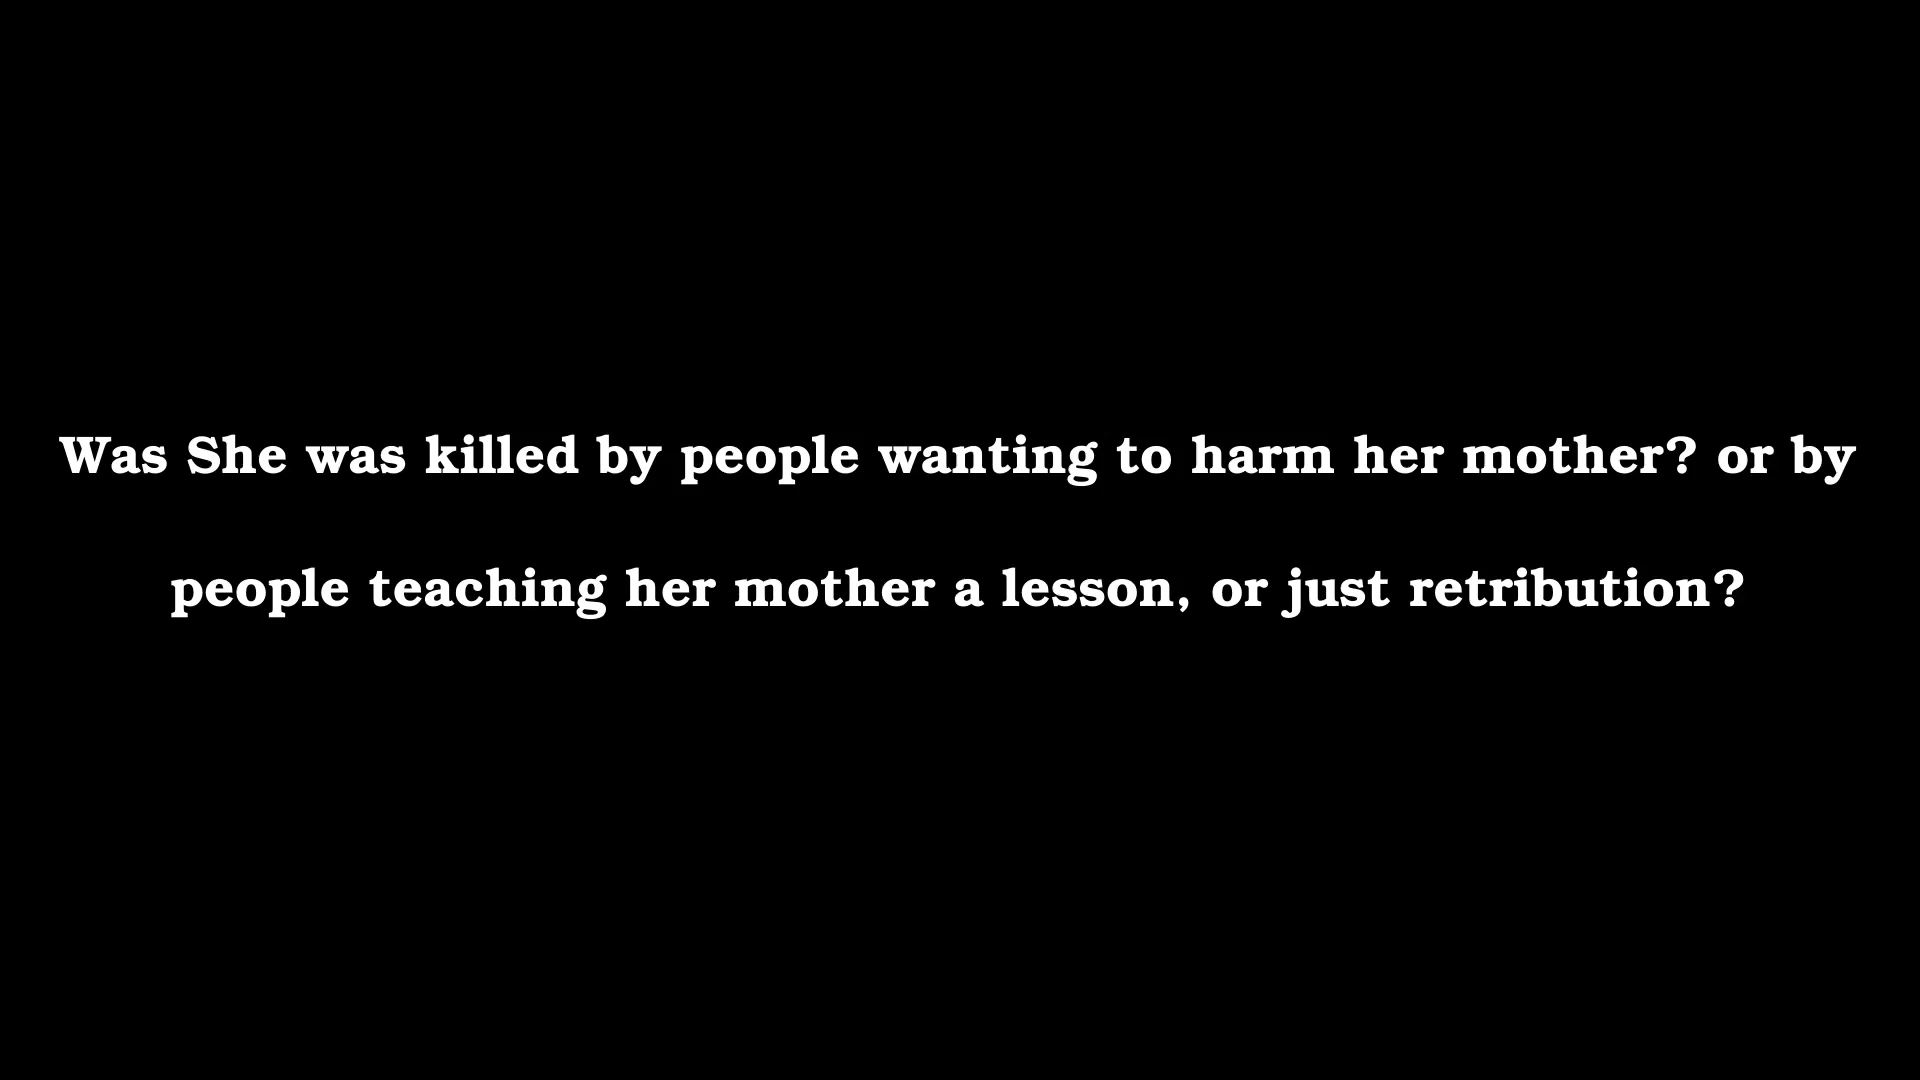 Was She was killed by people wanting to harm her mother? or by
people teaching her mother a lesson, or just retribution?